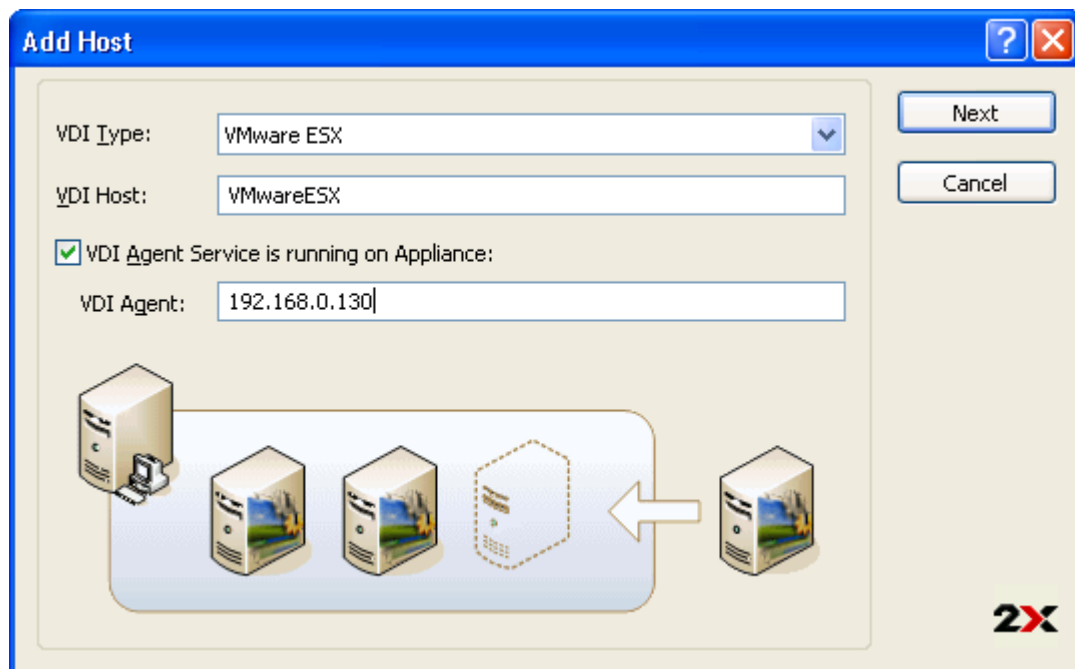 Add Host
VDI Type: VMware ESX
Next
VDI Host: VMwareESX
Cancel
VDI Agent Service is running on Appliance:
VDI Agent: 192.168.0.130
2X